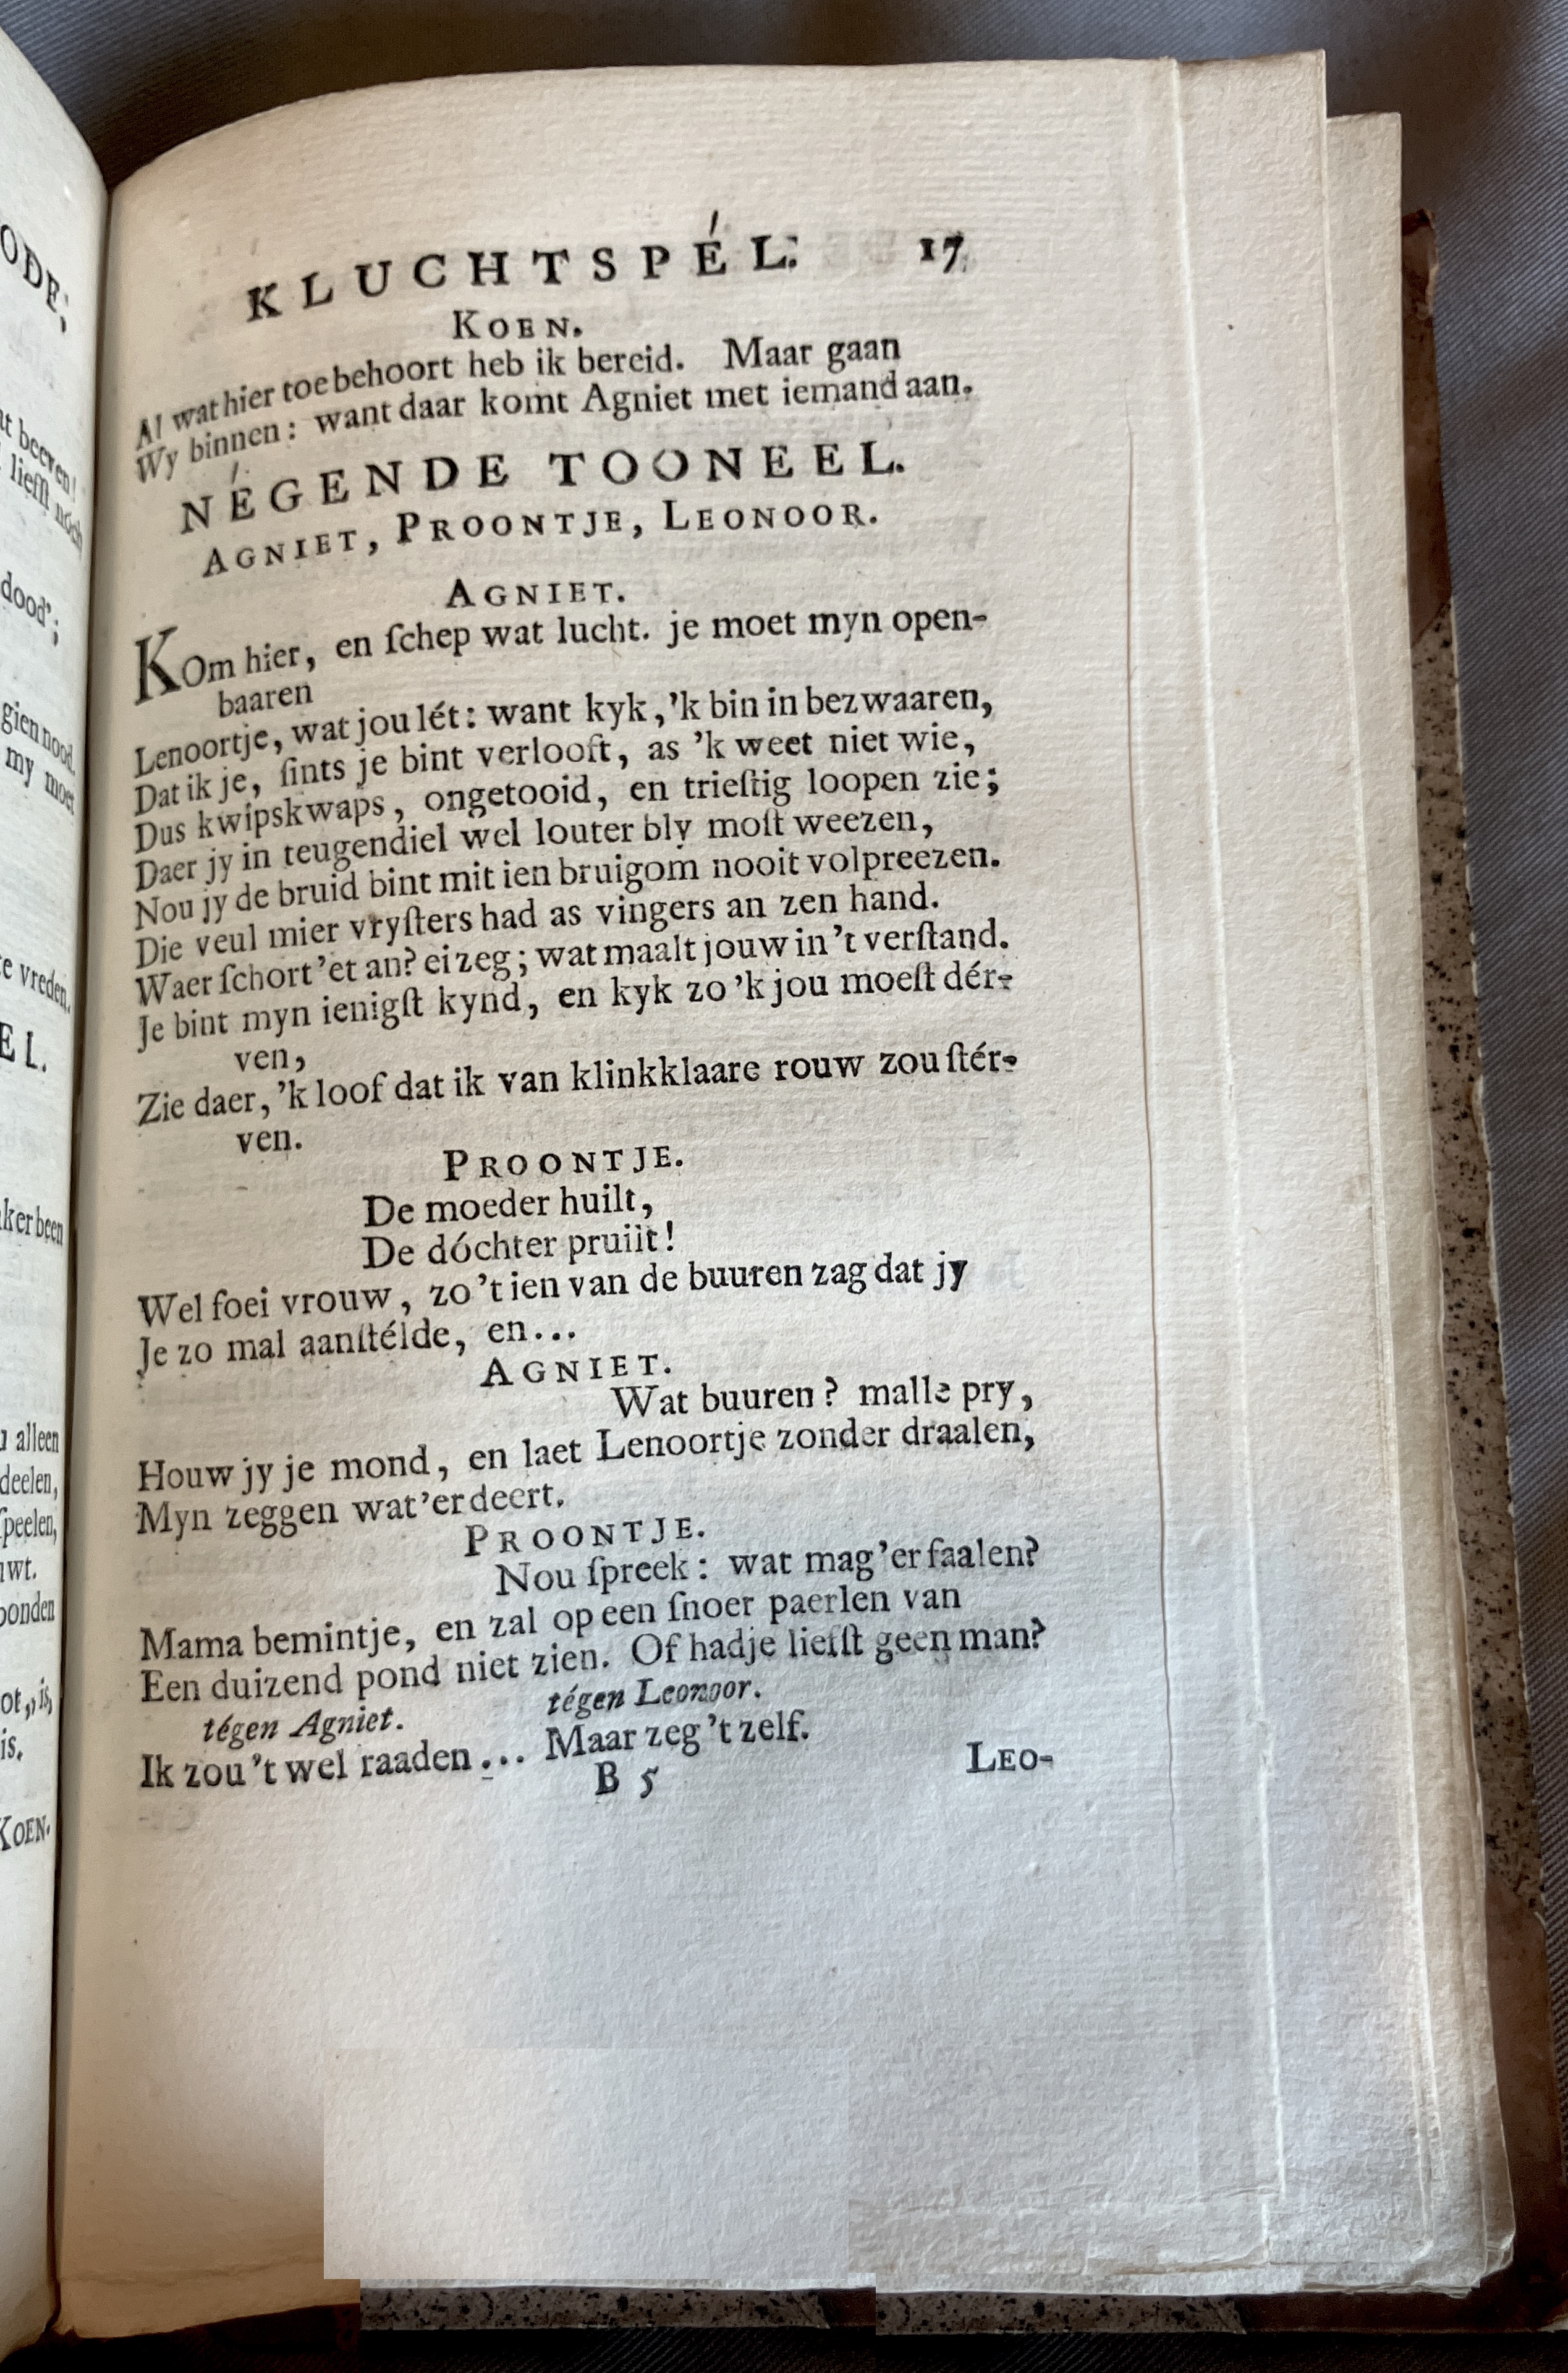 KLUCHTSPÉL. 17
KOEN.
Al wat hier toe behoort heb ik bereid. Maar gaan
Wy binnen: want daar komt Agniet met iemand aan.
NÉGENDE TOONEEL.
AGNIET, PROONTJE, LEONOOR.
AGNIET.
KOm hier, en ſchep wat lucht. je moet myn open-
baaren
Lenoortje, wat jou lét: want kyk, 'k bin in bezwaaren,
Dat ik je, ſints je bint verlooft, as 'k weet niet wie,
Dus kwipskwaps, ongetooid, en trieſtig loopen zie;
Daer jy in teugendiel wel louter bly moſt weezen,
Nou jy de bruid bint mit ien bruigom nooit volpreezen.
Die veul mier vryſters had as vingers an zen hand.
Waer ſchort 'et an? ei zeg; wat maalt jouw in 't verſtand.
Je bint myn ienigſt kynd, en kyk zo 'k jou moeſt dér-
ven,
Zie daer, 'k loof dat ik van klinkklaare rouw zou ſtér-
ven.
PROONTJE.
De moeder huilt,
De dóchter pruilt!
Wel foei vrouw, zo 't ien van de buuren zag dat jy
Je zo mal aanſtélde, en...
AGNIET.
Wat buuren? malle pry,
Houw jy je mond, en laet Lenoortje zonder draalen,
Myn zeggen wat 'er deert.
PROONTJE.
Nou ſpreek: wat mag 'er faalen?
Mama bemintje, en zal op een ſnoer paerlen van
Een duizend pond niet zien. Of hadje liefſt geen man?
tégen Agniet. tégen Leonoor.
Ik zou 't wel raaden... Maar zeg 't zelf.
B 5 LEO-